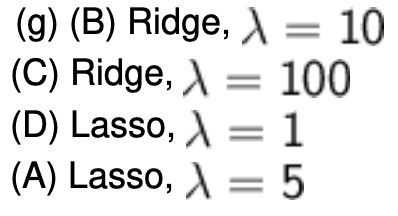 (g) (B) Ridge, λ = 10
(C) Ridge, λ = 100
(D) Lasso, λ = 1
(A) Lasso, λ = 5